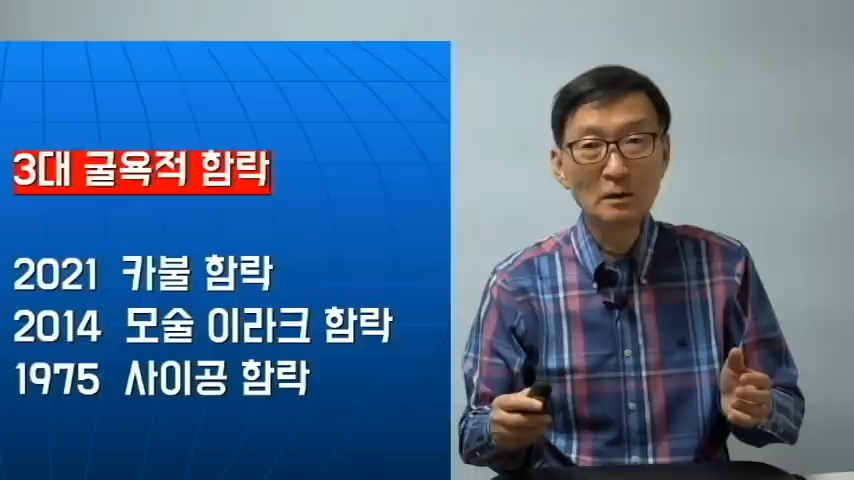 3대 굴욕적 함락
2021 카불 함락
2014 모술 이라크 함락
1975 사이공 함락